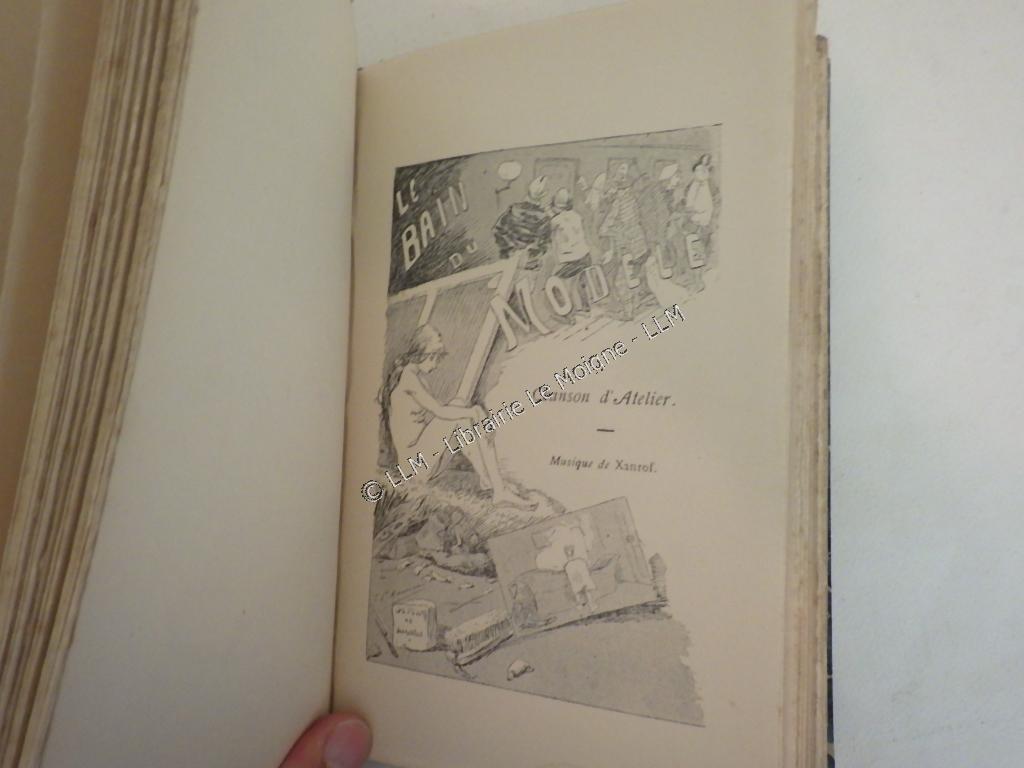 LE
BAIN
DU
MODELE
Chanson d'Atelier.
Musique de Xanrof.
© LLM - Librairie Le Moigne - LLM